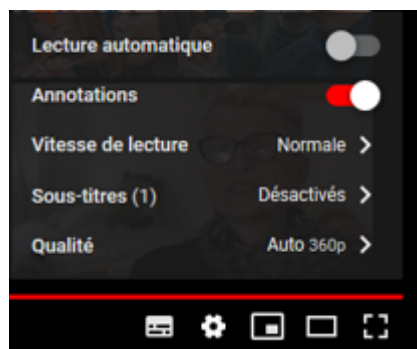 Lecture automatique
Annotations
Vitesse de lecture Normale
Sous-titres (1) Désactivés
Qualité Auto 360p